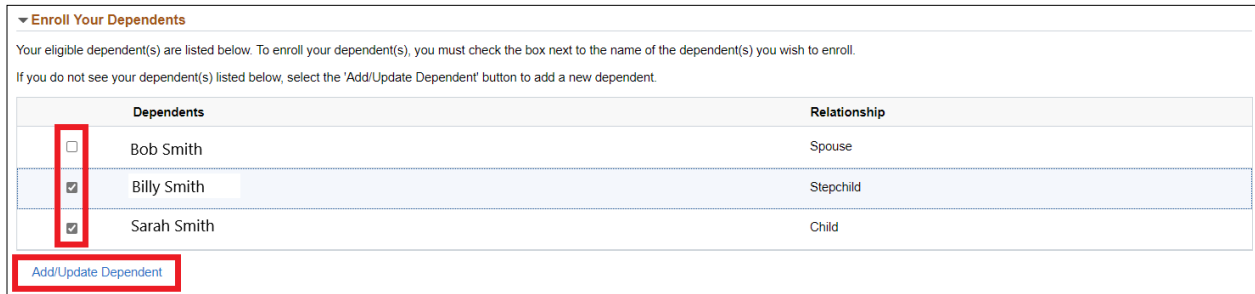 Enroll Your Dependents
Your eligible dependent(s) are listed below. To enroll your dependent(s), you must check the box next to the name of the dependent(s) you wish to enroll.
If you do not see your dependent(s) listed below, select the 'Add/Update Dependent' button to add a new dependent.
Dependents Relationship
Bob Smith Spouse
Billy Smith Stepchild
Sarah Smith Child
Add/Update Dependent